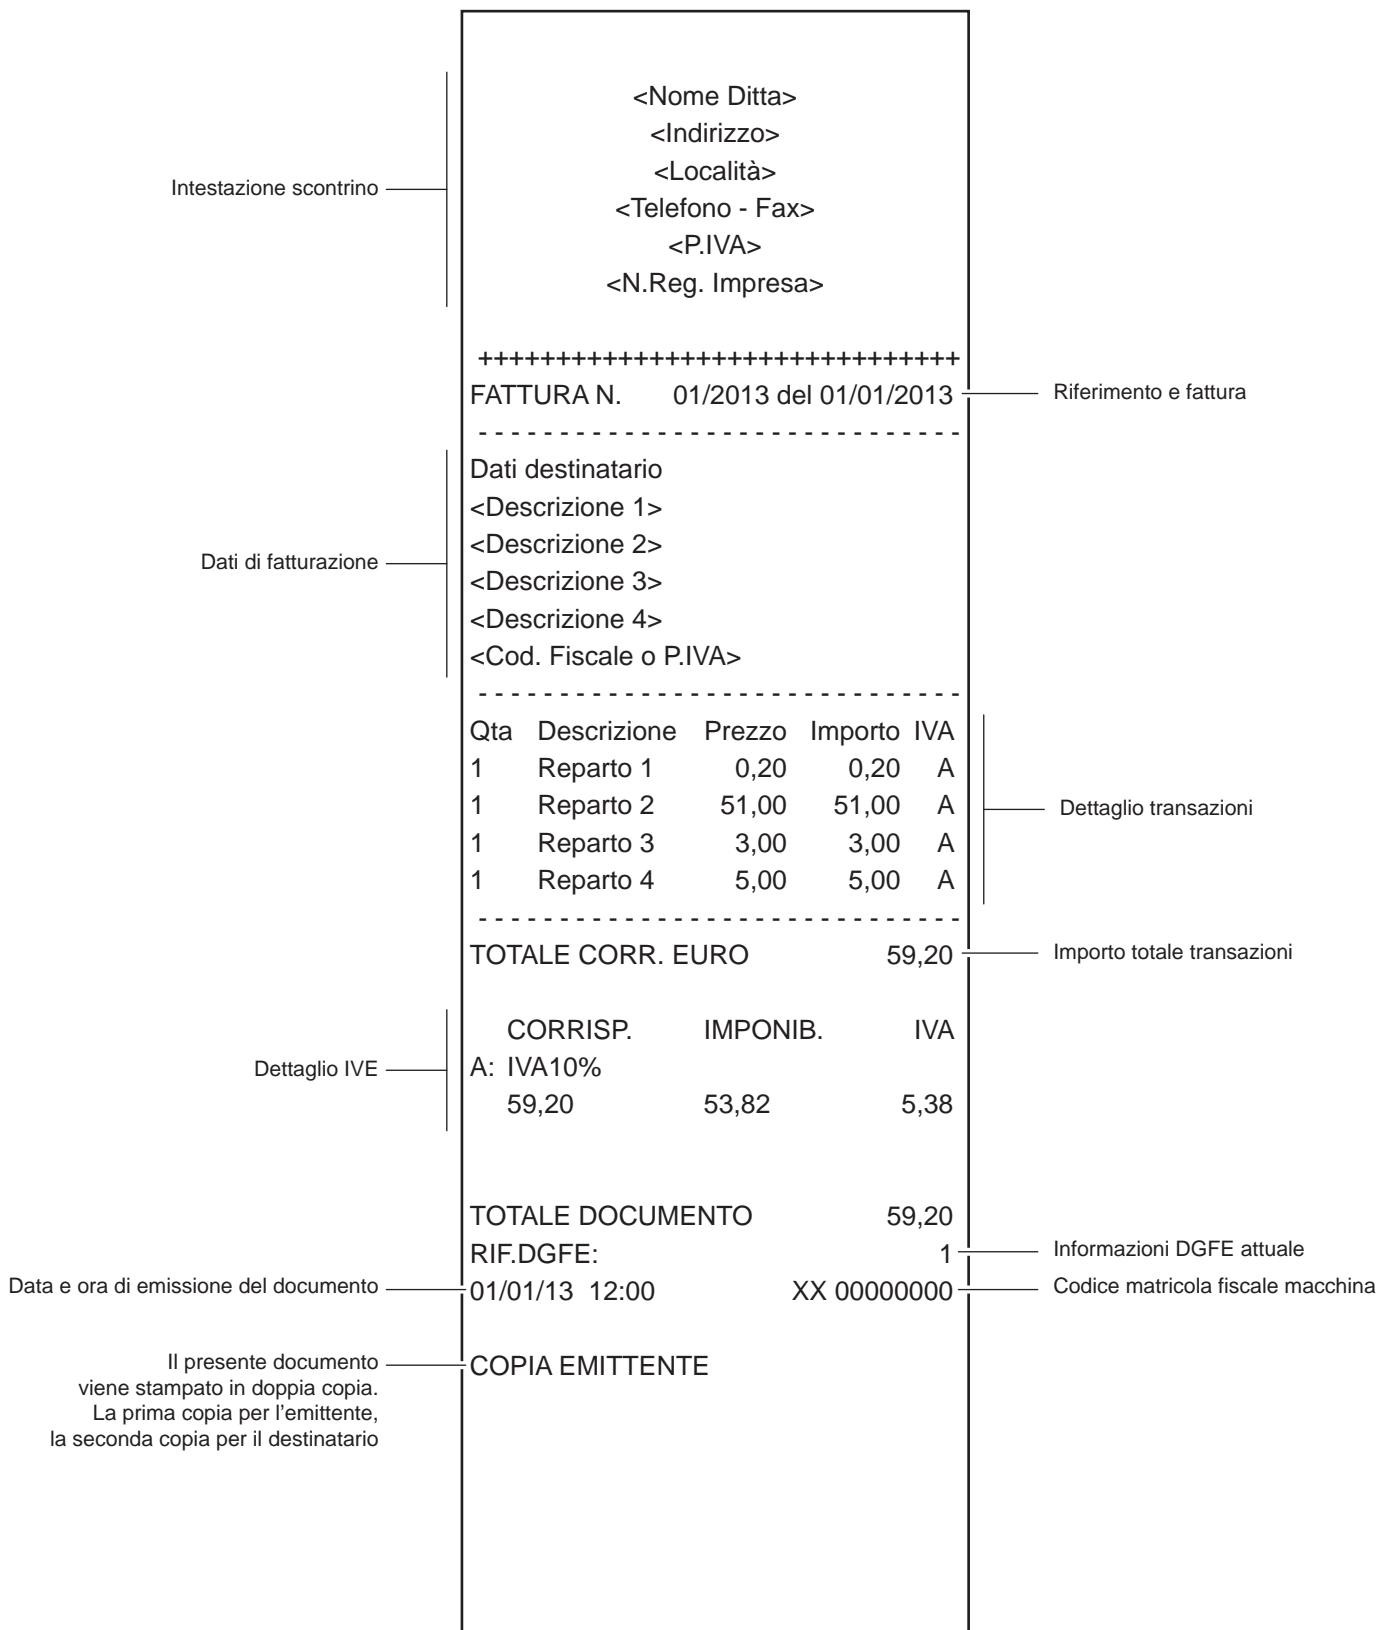 <Nome Ditta>
<Indirizzo>
<Località>
Intestazione scontrino
<Telefono - Fax>
<P.IVA>
<N.Reg. Impresa>
+++++++++++++++++++++++++++++++
FATTURA N. 01/2013 del 01/01/2013
Riferimento e fattura
- - - - - - - - - - - - - - - - - - - - - - - - - - - - - -
Dati destinatario
<Descrizione 1>
<Descrizione 2>
Dati di fatturazione
<Descrizione 3>
<Descrizione 4>
<Cod. Fiscale o P.IVA>
- - - - - - - - - - - - - - - - - - - - - - - - - - - - - -
Qta Descrizione Prezzo Importo IVA
1 Reparto 1 0,20 0,20 A
1 Reparto 2 51,00 51,00 A
Dettaglio transazioni
1 Reparto 3 3,00 3,00 A
1 Reparto 4 5,00 5,00 A
- - - - - - - - - - - - - - - - - - - - - - - - - - - - - -
TOTALE CORR. EURO 59,20
Importo totale transazioni
CORRISP. IMPONIB. IVA
Dettaglio IVE
A: IVA10%
59,20 53,82 5,38
TOTALE DOCUMENTO 59,20
RIF.DGFE: 1
Informazioni DGFE attuale
Data e ora di emissione del documento
01/01/13 12:00 XX 00000000
Codice matricola fiscale macchina
Il presente documento
viene stampato in doppia copia.
La prima copia per l'emittente,
la seconda copia per il destinatario
COPIA EMITTENTE